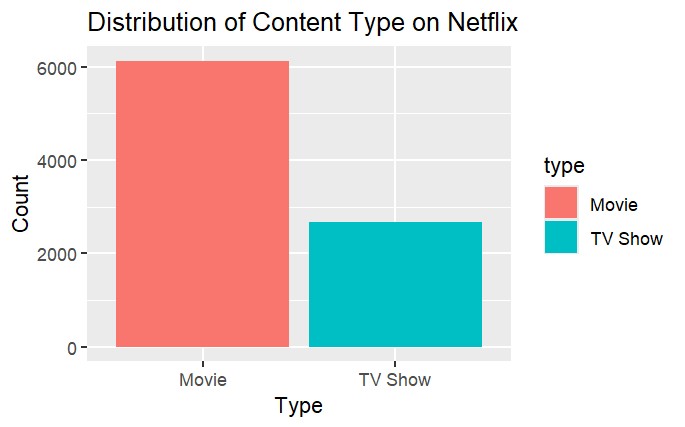 Distribution of Content Type on Netflix
6000
4000
2000
0
Count
Movie
TV Show
Type
type
Movie
TV Show